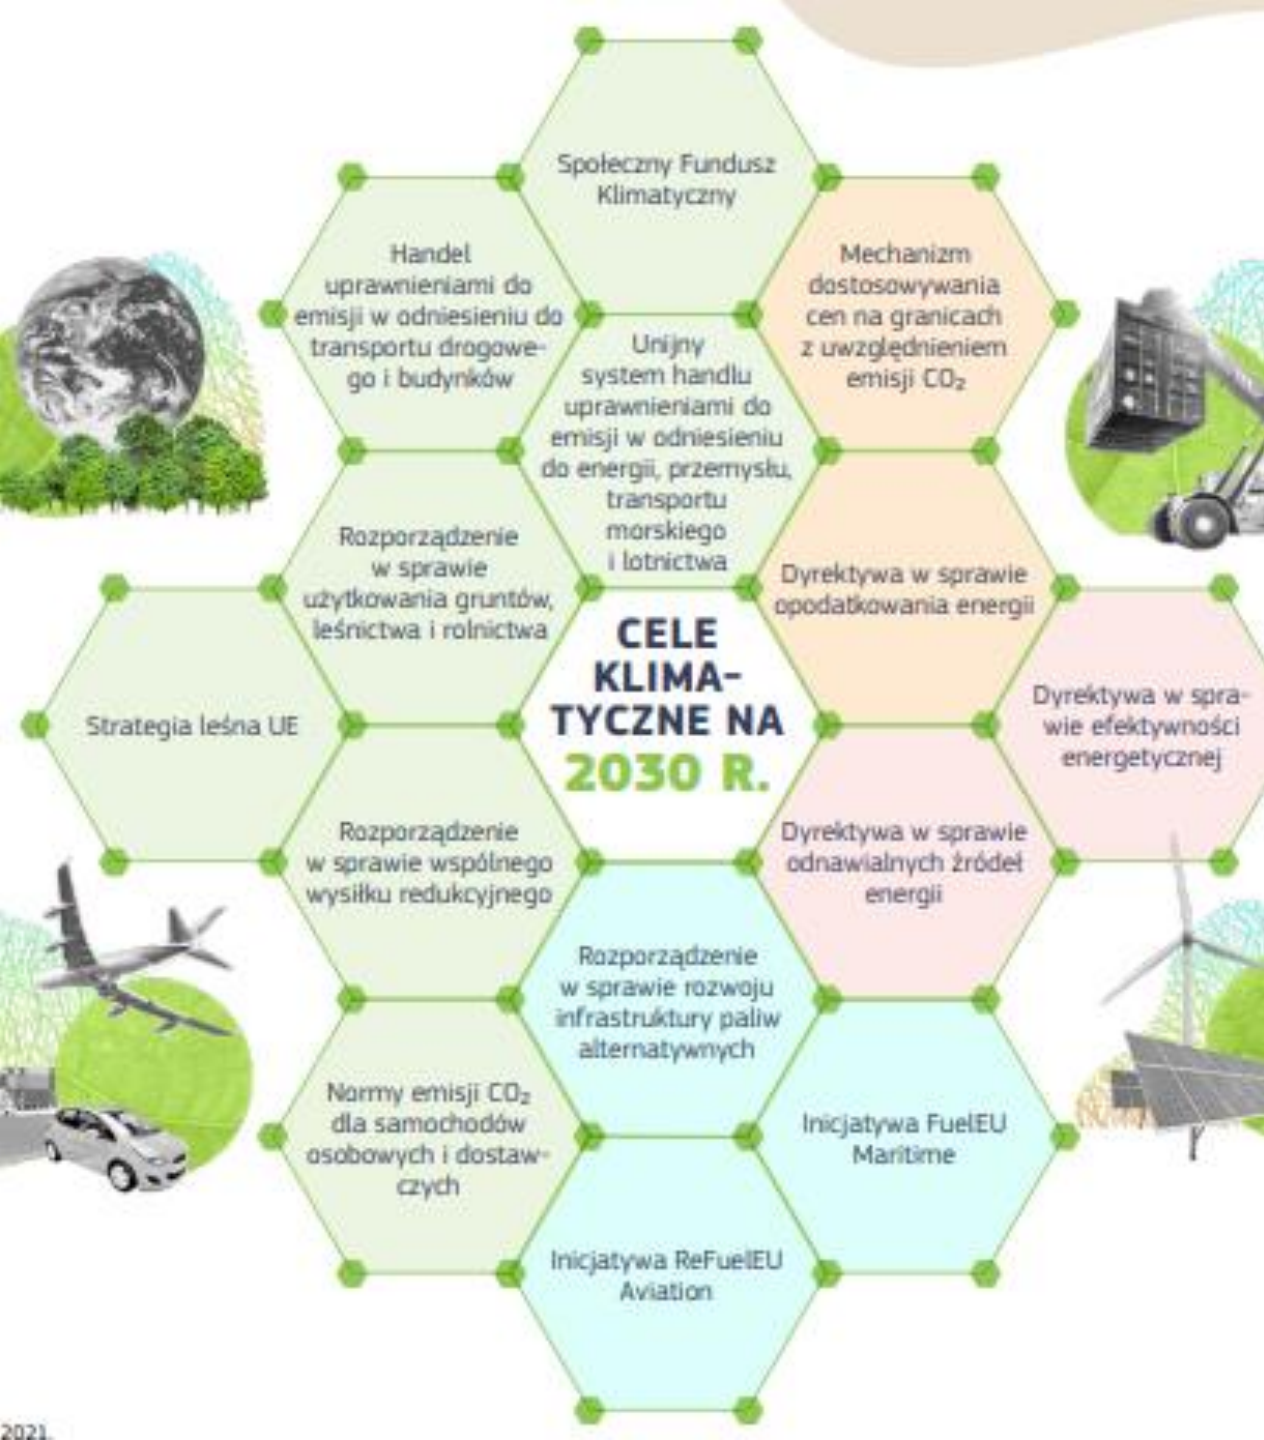 Społeczny Fundusz
Klimatyczny
Handel
uprawnieniami do
emisji w odniesieniu do
transportu drogowe-
go i budynków
Mechanizm
dostosowywania
cen na granicach
z uwzględnieniem
emisji CO₂
Unijny
system handlu
uprawnieniami do
emisji w odniesieniu
do energii, przemysłu,
transportu
morskiego
i lotnictwa
Rozporządzenie
w sprawie
użytkowania gruntów,
leśnictwa i rolnictwa
Dyrektywa w sprawie
opodatkowania energii
Strategia leśna UE
CELE
KLIMA-
TYCZNE NA
2030 R.
Dyrektywa w spra-
wie efektywności
energetycznej
Rozporządzenie
w sprawie wspólnego
wysiłku redukcyjnego
Dyrektywa w sprawie
odnawialnych źródeł
energii
Rozporządzenie
w sprawie rozwoju
infrastruktury paliw
alternatywnych
Normy emisji CO₂
dla samochodów
osobowych i dostaw-
czych
Inicjatywa FuelEU
Maritime
Inicjatywa ReFuelEU
Aviation
2021.